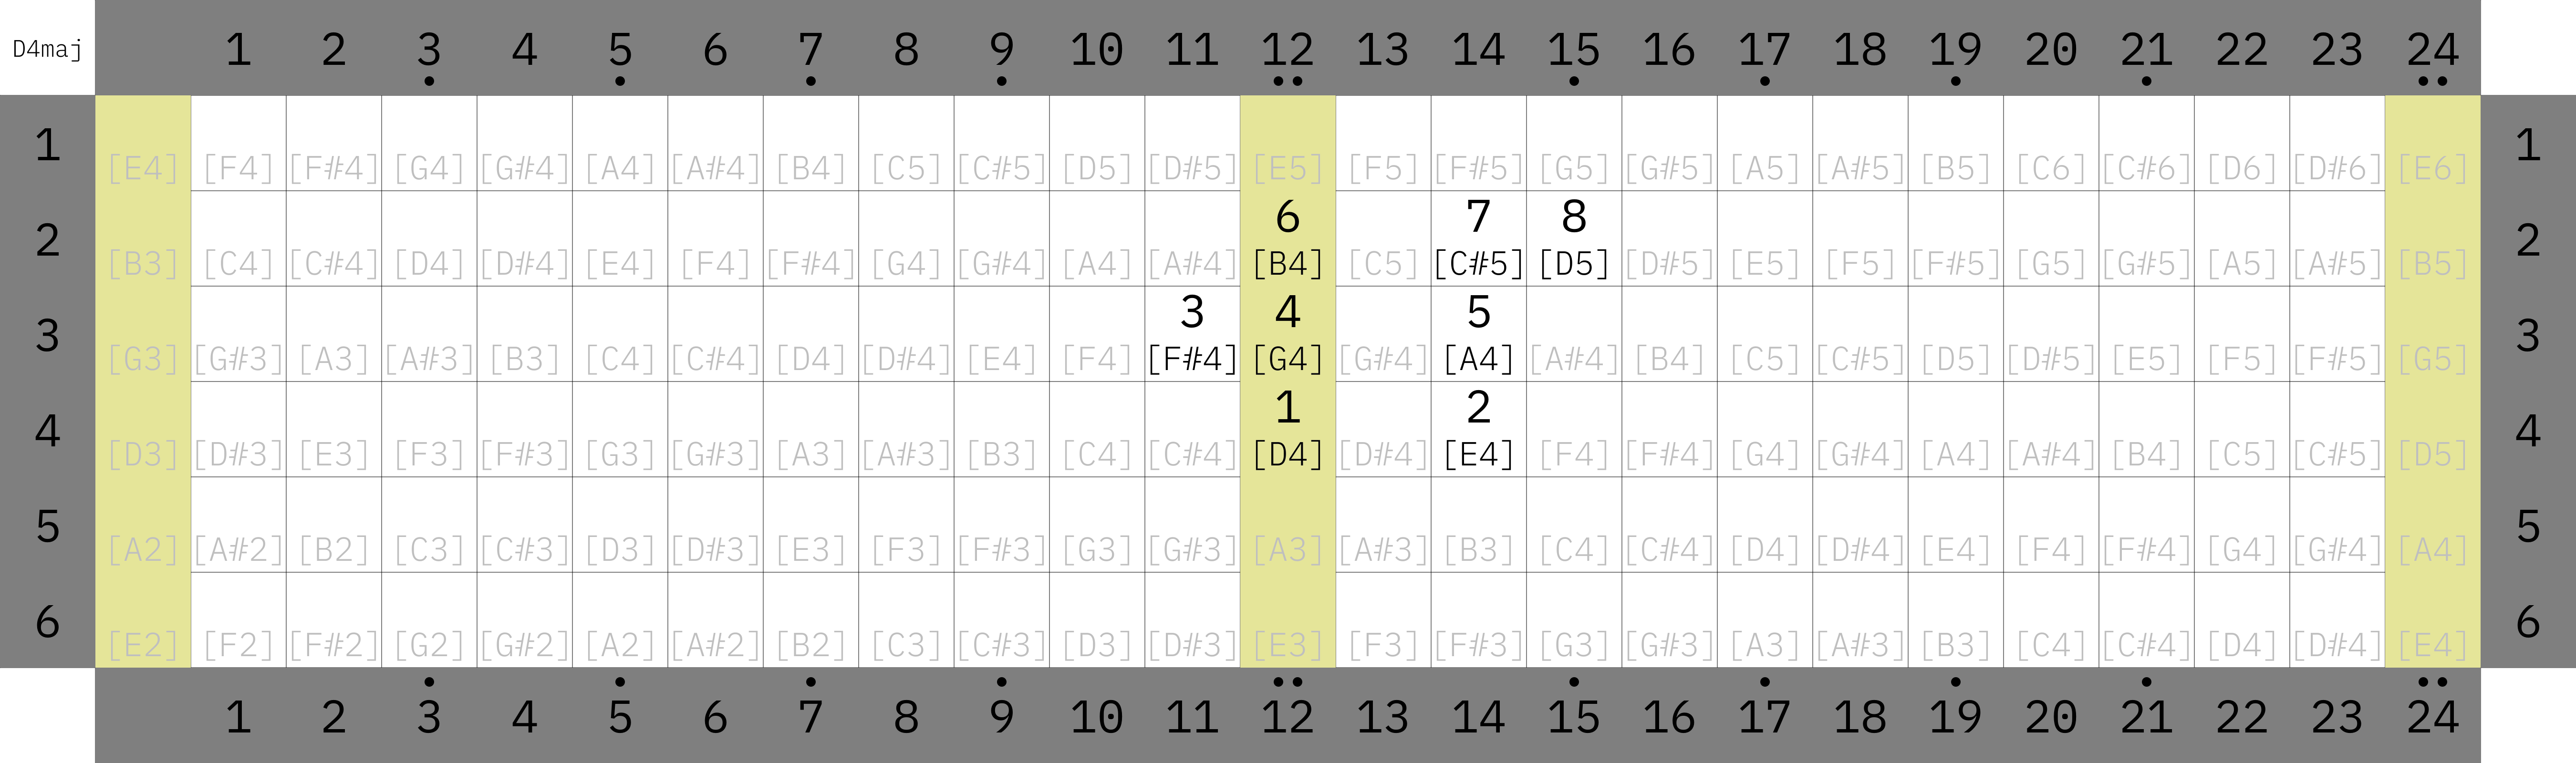 D4maj 1 2 3 4 5 6 7 8 9 10 11 12 13 14 15 16 17 18 19 20 21 22 23 24
1 [E4] [F4] [F#4] [G4] [G#4] [A4] [A#4] [B4] [C5] [C#5] [D5] [D#5] [E5] [F5] [F#5] [G5] [G#5] [A5] [A#5] [B5] [C6] [C#6] [D6] [D#6] [E6] 1
6 7 8
2 [B3] [C4] [C#4] [D4] [D#4] [E4] [F4] [F#4] [G4] [G#4] [A4] [A#4] [B4] [C5] [C#5] [D5] [D#5] [E5] [F5] [F#5] [G5] [G#5] [A5] [A#5] [B5] 2
3 4 5
3 [G3] [G#3] [A3] [A#3] [B3] [C4] [C#4] [D4] [D#4] [E4] [F4] [F#4] [G4] [G#4] [A4] [A#4] [B4] [C5] [C#5] [D5] [D#5] [E5] [F5] [F#5] [G5] 3
1 2
4 [D3] [D#3] [E3] [F3] [F#3] [G3] [G#3] [A3] [A#3] [B3] [C4] [C#4] [D4] [D#4] [E4] [F4] [F#4] [G4] [G#4] [A4] [A#4] [B4] [C5] [C#5] [D5] 4
5 [A2] [A#2] [B2] [C3] [C#3] [D3] [D#3] [E3] [F3] [F#3] [G3] [G#3] [A3] [A#3] [B3] [C4] [C#4] [D4] [D#4] [E4] [F4] [F#4] [G4] [G#4] [A4] 5
6 [E2] [F2] [F#2] [G2] [G#2] [A2] [A#2] [B2] [C3] [C#3] [D3] [D#3] [E3] [F3] [F#3] [G3] [G#3] [A3] [A#3] [B3] [C4] [C#4] [D4] [D#4] [E4] 6
1 2 3 4 5 6 7 8 9 10 11 12 13 14 15 16 17 18 19 20 21 22 23 24